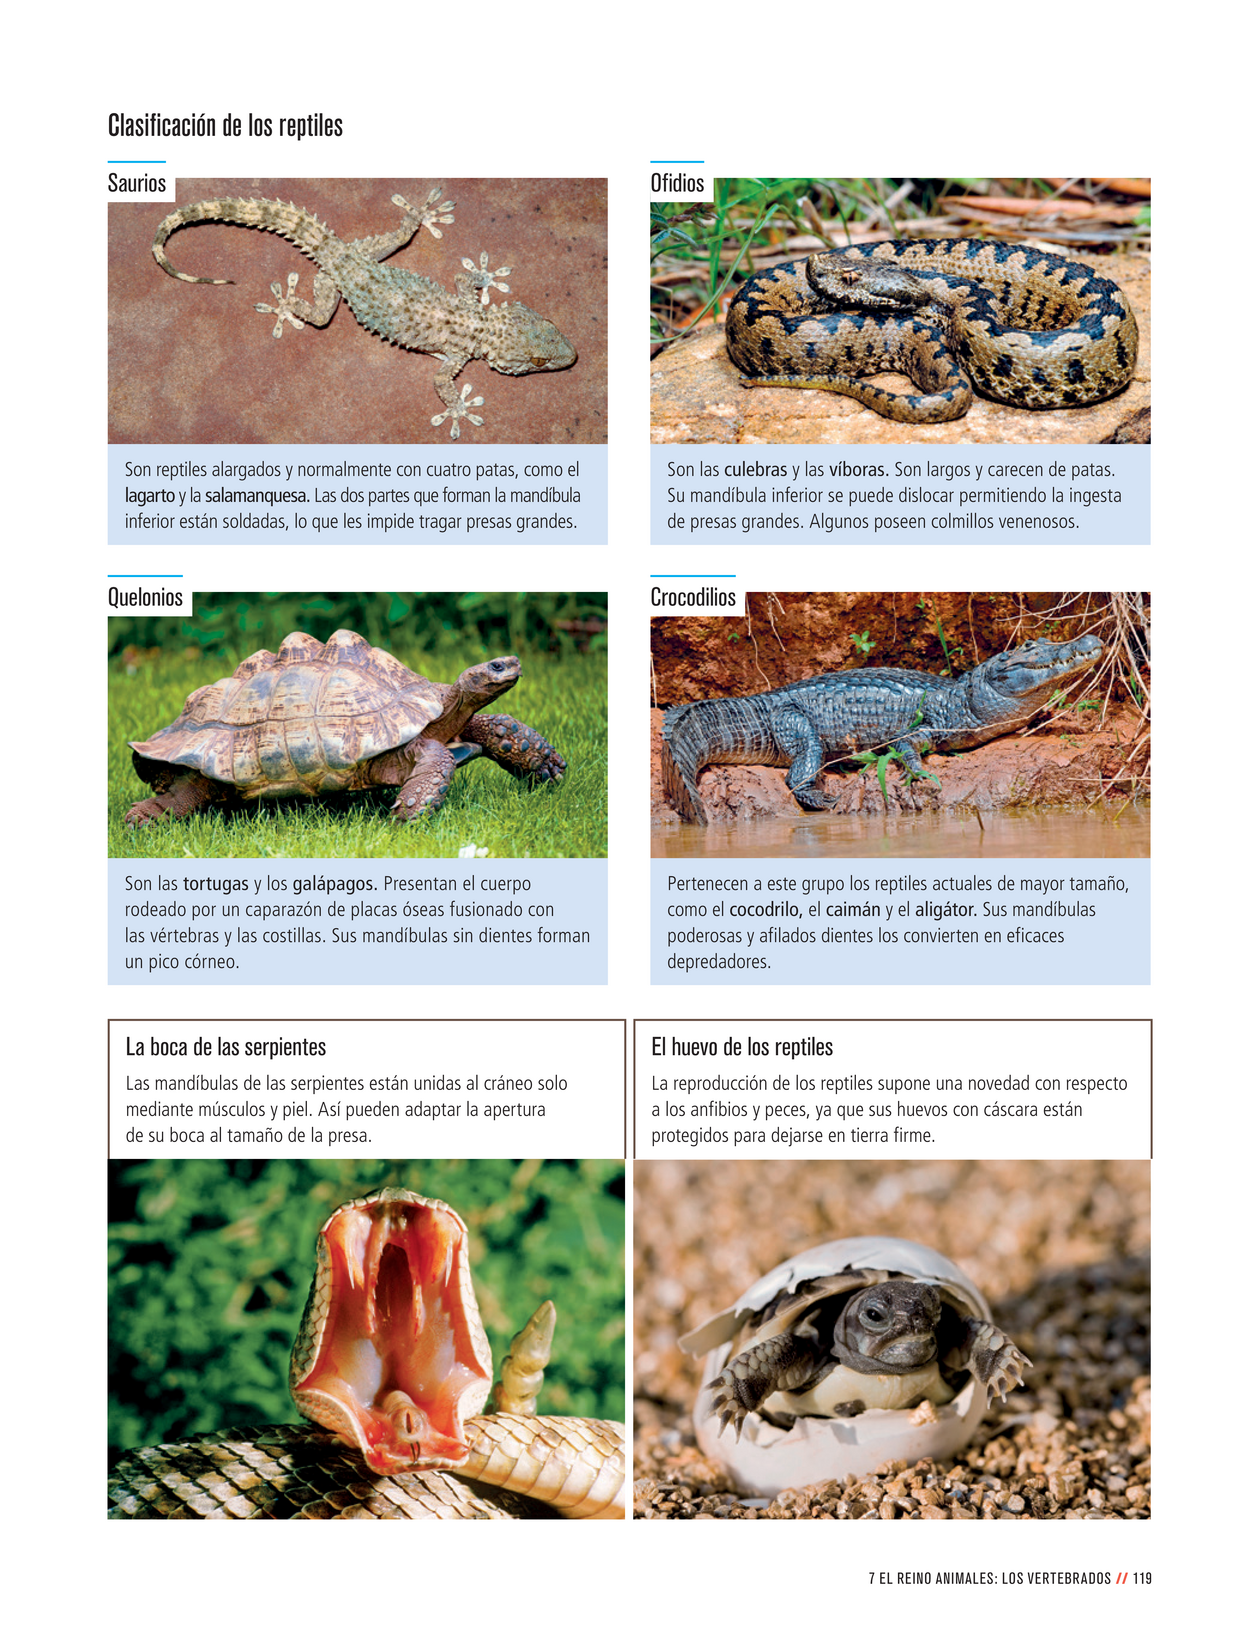 Clasificación de los reptiles
Saurios
Son reptiles alargados y normalmente con cuatro patas, como el
lagarto y la salamanquesa. Las dos partes que forman la mandíbula
inferior están soldadas, lo que les impide tragar presas grandes.
Ofidios
Son las culebras y las víboras. Son largos y carecen de patas.
Su mandíbula inferior se puede dislocar permitiendo la ingesta
de presas grandes. Algunos poseen colmillos venenosos.
Quelonios
Son las tortugas y los galápagos. Presentan el cuerpo
rodeado por un caparazón de placas óseas fusionado con
las vértebras y las costillas. Sus mandíbulas sin dientes forman
un pico córneo.
Crocodilios
Pertenecen a este grupo los reptiles actuales de mayor tamaño,
como el cocodrilo, el caimán y el aligátor. Sus mandíbulas
poderosas y afilados dientes los convierten en eficaces
depredadores.
La boca de las serpientes
Las mandíbulas de las serpientes están unidas al cráneo solo
mediante músculos y piel. Así pueden adaptar la apertura
de su boca al tamaño de la presa.
El huevo de los reptiles
La reproducción de los reptiles supone una novedad con respecto
a los anfibios y peces, ya que sus huevos con cáscara están
protegidos para dejarse en tierra firme.
7 EL REINO ANIMALES: LOS VERTEBRADOS // 119